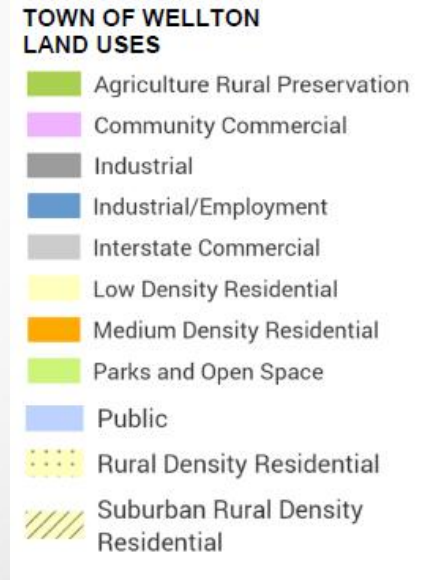 TOWN OF WELLTON
LAND USES
Agriculture Rural Preservation
Community Commercial
Industrial
Industrial/Employment
Interstate Commercial
Low Density Residential
Medium Density Residential
Parks and Open Space
Public
Rural Density Residential
Suburban Rural Density
Residential